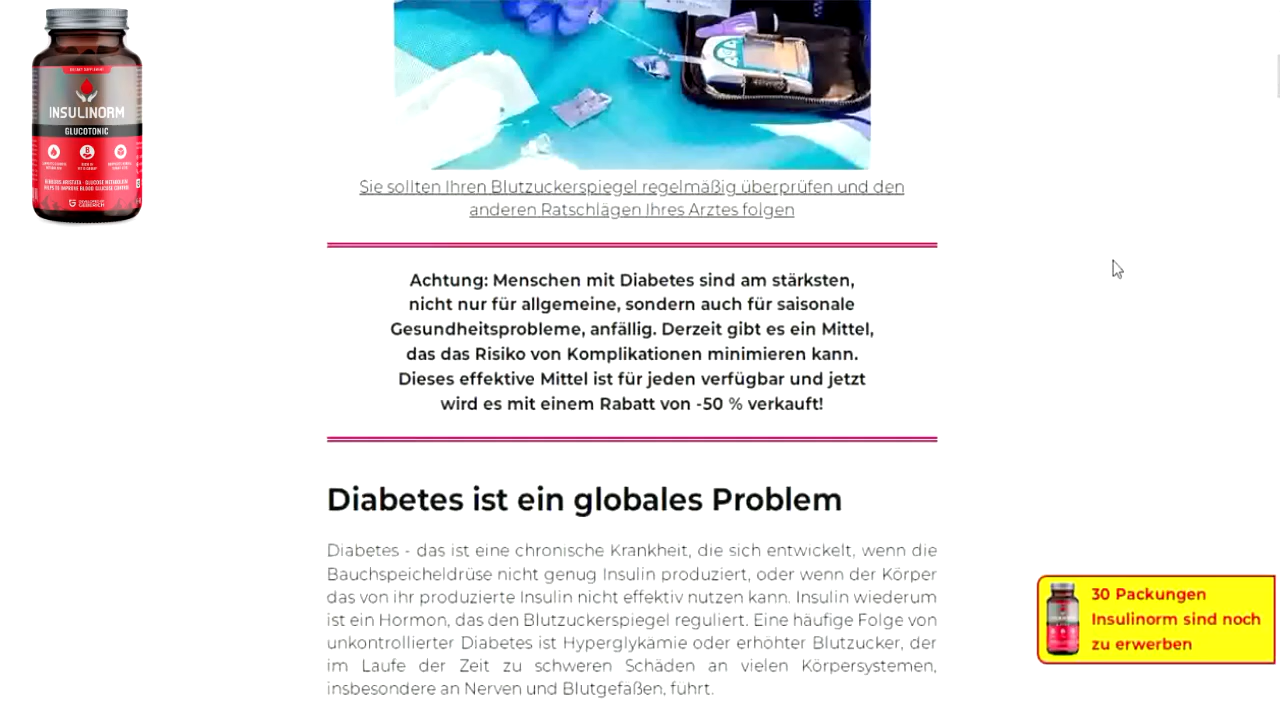 INSULINORM
GLUCOTONIC
Sie sollten Ihren Blutzuckerspiegel regelmäßig überprüfen und den
anderen Ratschlägen Ihres Arztes folgen
Achtung: Menschen mit Diabetes sind am stärksten,
nicht nur für allgemeine, sondern auch für saisonale
Gesundheitsprobleme, anfällig. Derzeit gibt es ein Mittel,
das das Risiko von Komplikationen minimieren kann.
Dieses effektive Mittel ist für jeden verfügbar und jetzt
wird es mit einem Rabatt von -50 % verkauft!
Diabetes ist ein globales Problem
Diabetes - das ist eine chronische Krankheit, die sich entwickelt, wenn die
Bauchspeicheldrüse nicht genug Insulin produziert, oder wenn der Körper
das von ihr produzierte Insulin nicht effektiv nutzen kann. Insulin wiederum
ist ein Hormon, das den Blutzuckerspiegel reguliert. Eine häufige Folge von
unkontrollierter Diabetes ist Hyperglykämie oder erhöhter Blutzucker, der
im Laufe der Zeit zu schweren Schäden an vielen Körpersystemen,
insbesondere an Nerven und Blutgefäßen, führt.
30 Packungen
Insulinorm sind noch
zu erwerben